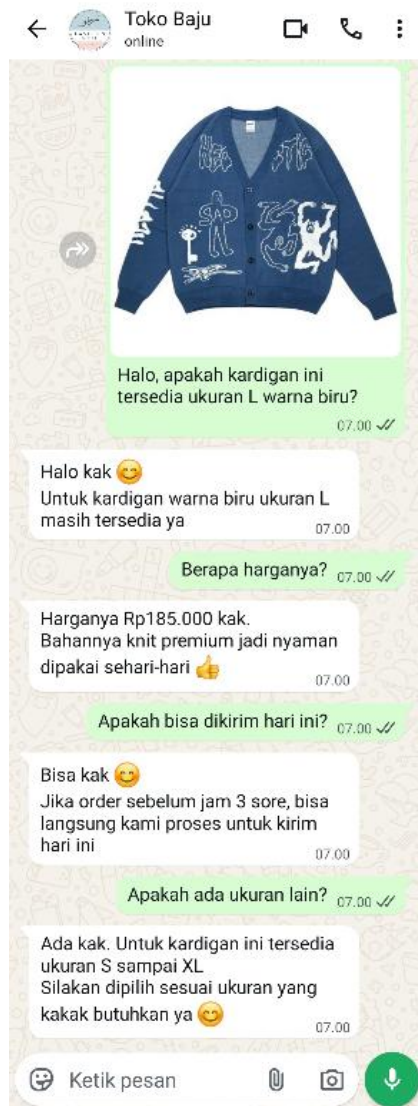 Toko Baju
online
SAD
Halo, apakah kardigan ini
tersedia ukuran L warna biru?
07.00
Halo kak 😊
Untuk kardigan warna biru ukuran L
masih tersedia ya
07.00
Berapa harganya? 07.00
Harganya Rp185.000 kak.
Bahannya knit premium jadi nyaman
dipakai sehari-hari 👍
07.00
Apakah bisa dikirim hari ini? 07.00
Bisa kak 😊
Jika order sebelum jam 3 sore, bisa
langsung kami proses untuk kirim
hari ini
07.00
Apakah ada ukuran lain? 07.00
Ada kak. Untuk kardigan ini tersedia
ukuran S sampai XL
Silakan dipilih sesuai ukuran yang
kakak butuhkan ya 😊
07.00
Ketik pesan